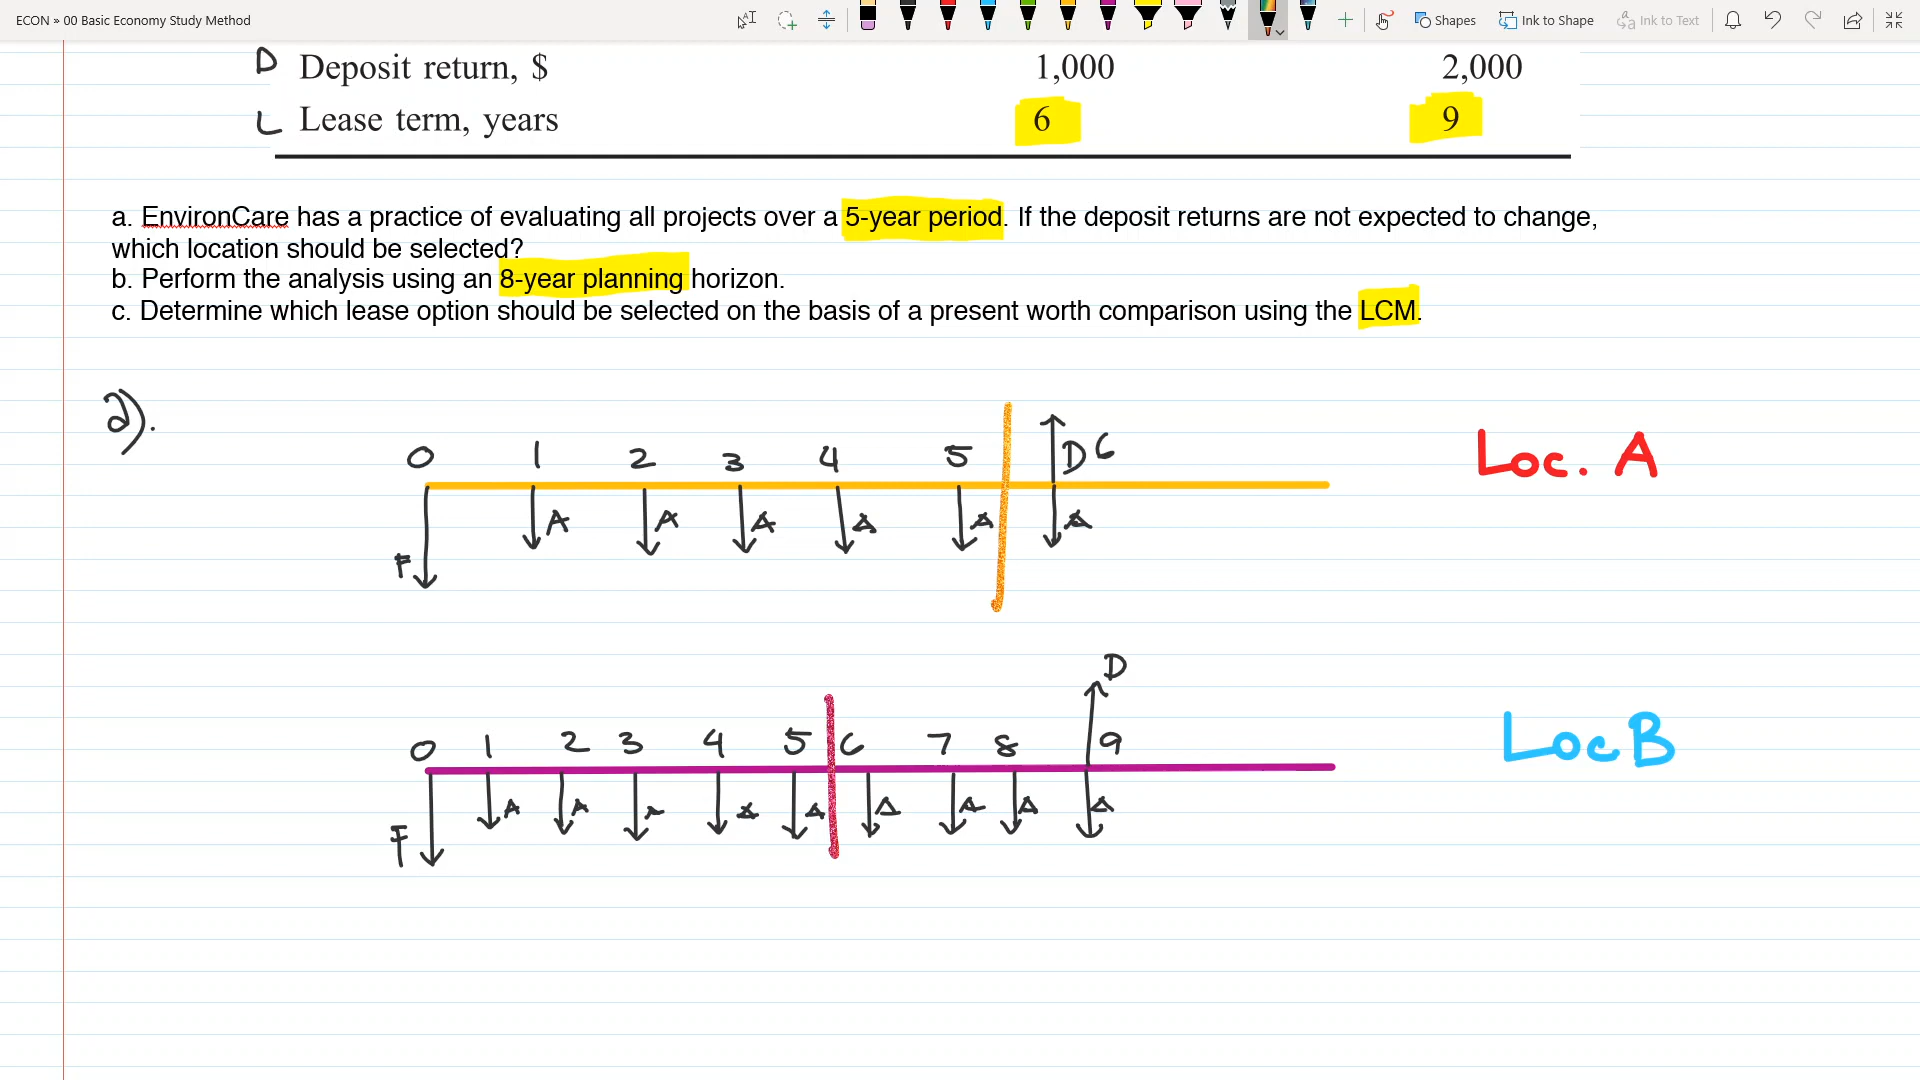 ECON » 00 Basic Economy Study Method
Shapes Ink to Shape Ink to Text
D Deposit return, $ 1,000 2,000
L Lease term, years 6 9
a. EnvironCare has a practice of evaluating all projects over a 5-year period. If the deposit returns are not expected to change,
which location should be selected?
b. Perform the analysis using an 8-year planning horizon.
c. Determine which lease option should be selected on the basis of a present worth comparison using the LCM.
a).
0 1 2 3 4 5 D 6
Loc. A
A A A A A A
F
D
0 1 2 3 4 5 6 7 8 9
Loc B
A A A A A A A A A
F